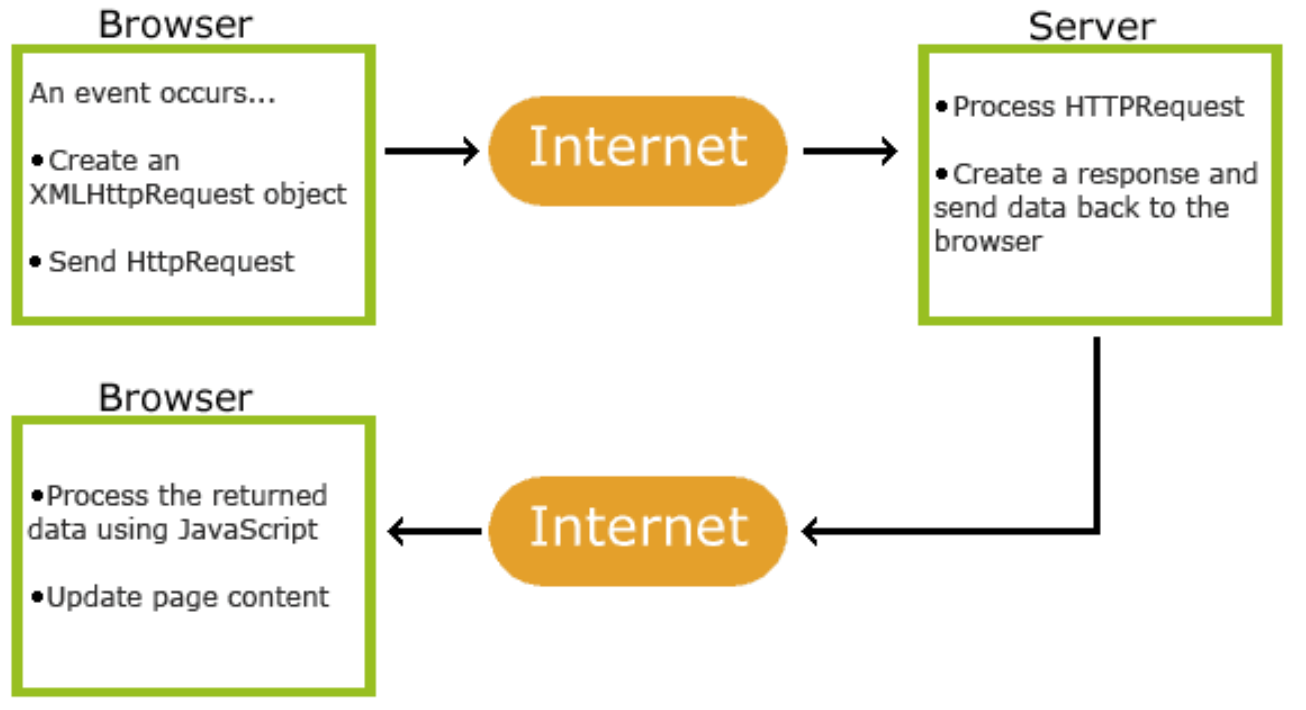 Browser
An event occurs...
•Create an
XMLHttpRequest object
• Send HttpRequest
Internet
Server
•Process HTTPRequest
•Create a response and
send data back to the
browser
Browser
•Process the returned
data using JavaScript
•Update page content
Internet